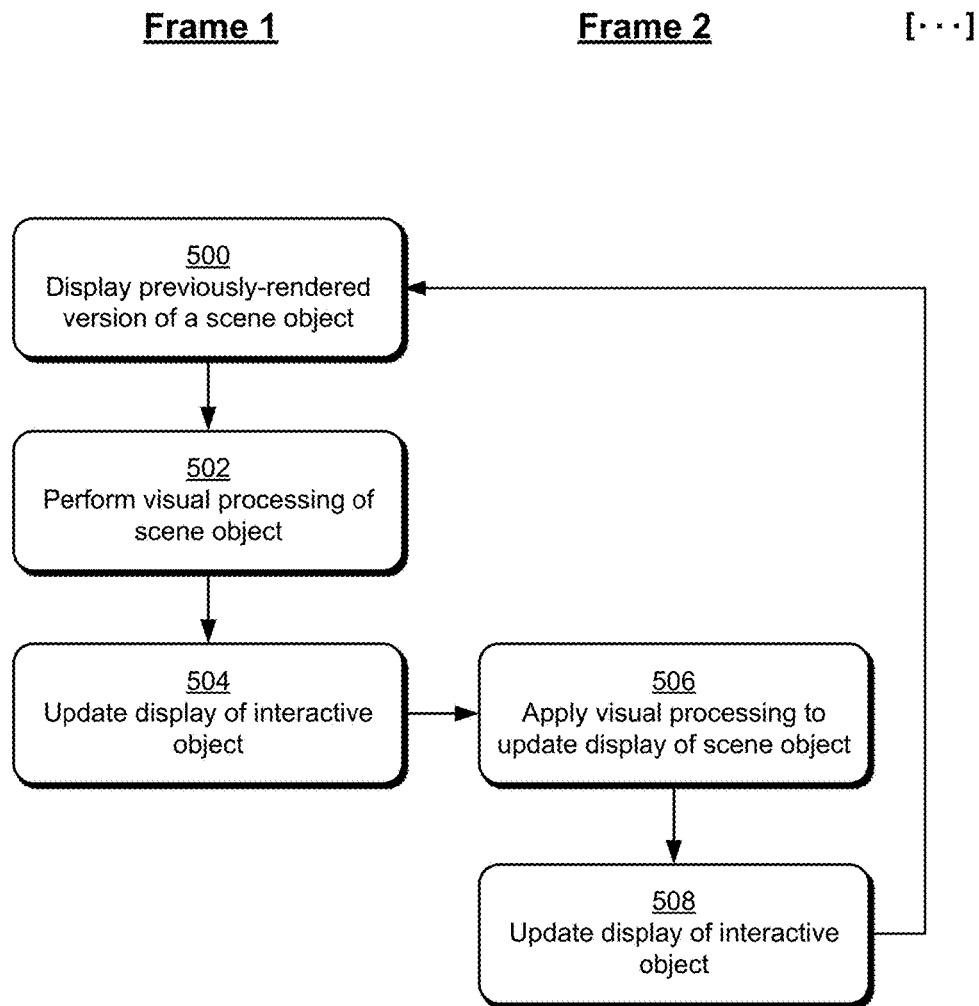 Frame 1
Frame 2
[···]
500
Display previously-rendered
version of a scene object
502
Perform visual processing of
scene object
504
Update display of interactive
object
506
Apply visual processing to
update display of scene object
508
Update display of interactive
object